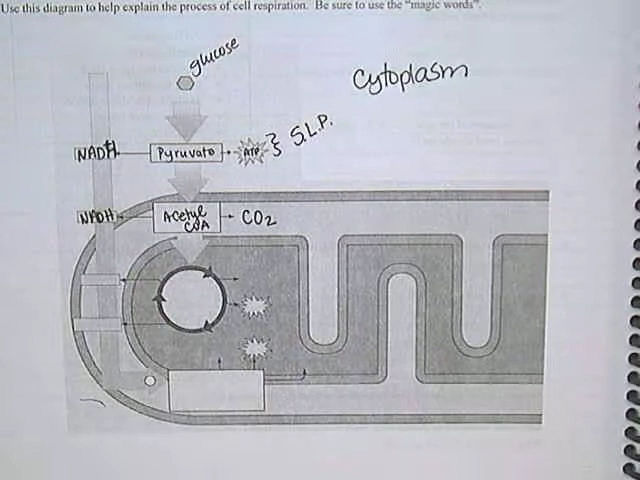 Use this diagram to help explain the process of cell respiration. Be sure to use the "magic words".
glucose
Cytoplasm
NADH
Pyruvate
ATP
S.L.P.
NADH
Acetyl
COA
CO2